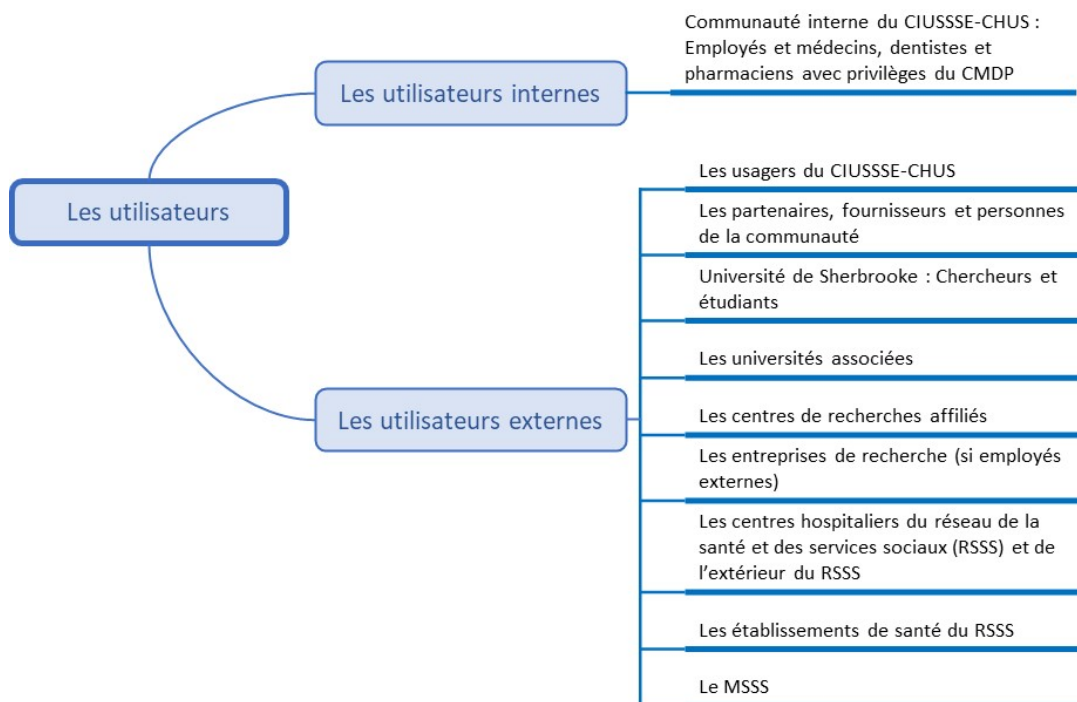 Communauté interne du CIUSSSE-CHUS :
Employés et médecins, dentistes et
pharmaciens avec privilèges du CMDP
Les utilisateurs internes
Les utilisateurs
Les utilisateurs externes
Les usagers du CIUSSSE-CHUS
Les partenaires, fournisseurs et personnes
de la communauté
Université de Sherbrooke : Chercheurs et
étudiants
Les universités associées
Les centres de recherches affiliés
Les entreprises de recherche (si employés
externes)
Les centres hospitaliers du réseau de la
santé et des services sociaux (RSSS) et de
l'extérieur du RSSS
Les établissements de santé du RSSS
Le MSSS